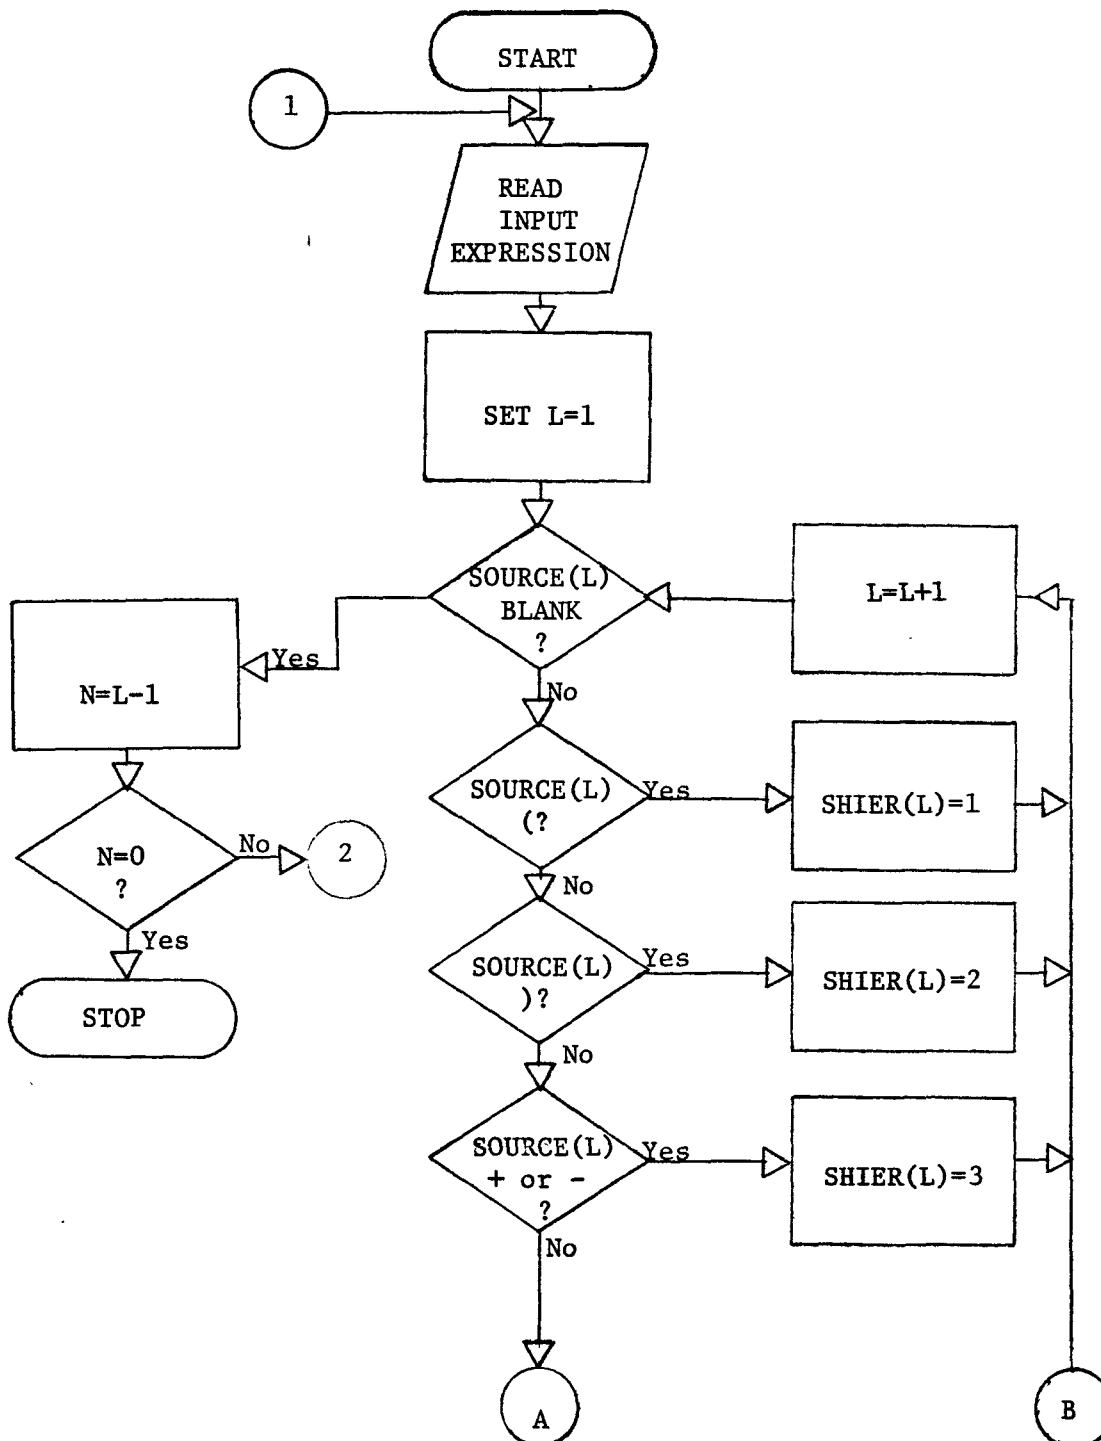 START
1
READ
INPUT
EXPRESSION
SET L=1
SOURCE(L)
BLANK
?
L=L+1
Yes
N=L-1
No
SOURCE(L)
(?
Yes
SHIER(L)=1
N=0
?
No
2
No
Yes
STOP
SOURCE(L)
)?
Yes
SHIER(L)=2
No
SOURCE(L)
+ or -
?
Yes
SHIER(L)=3
No
A
B